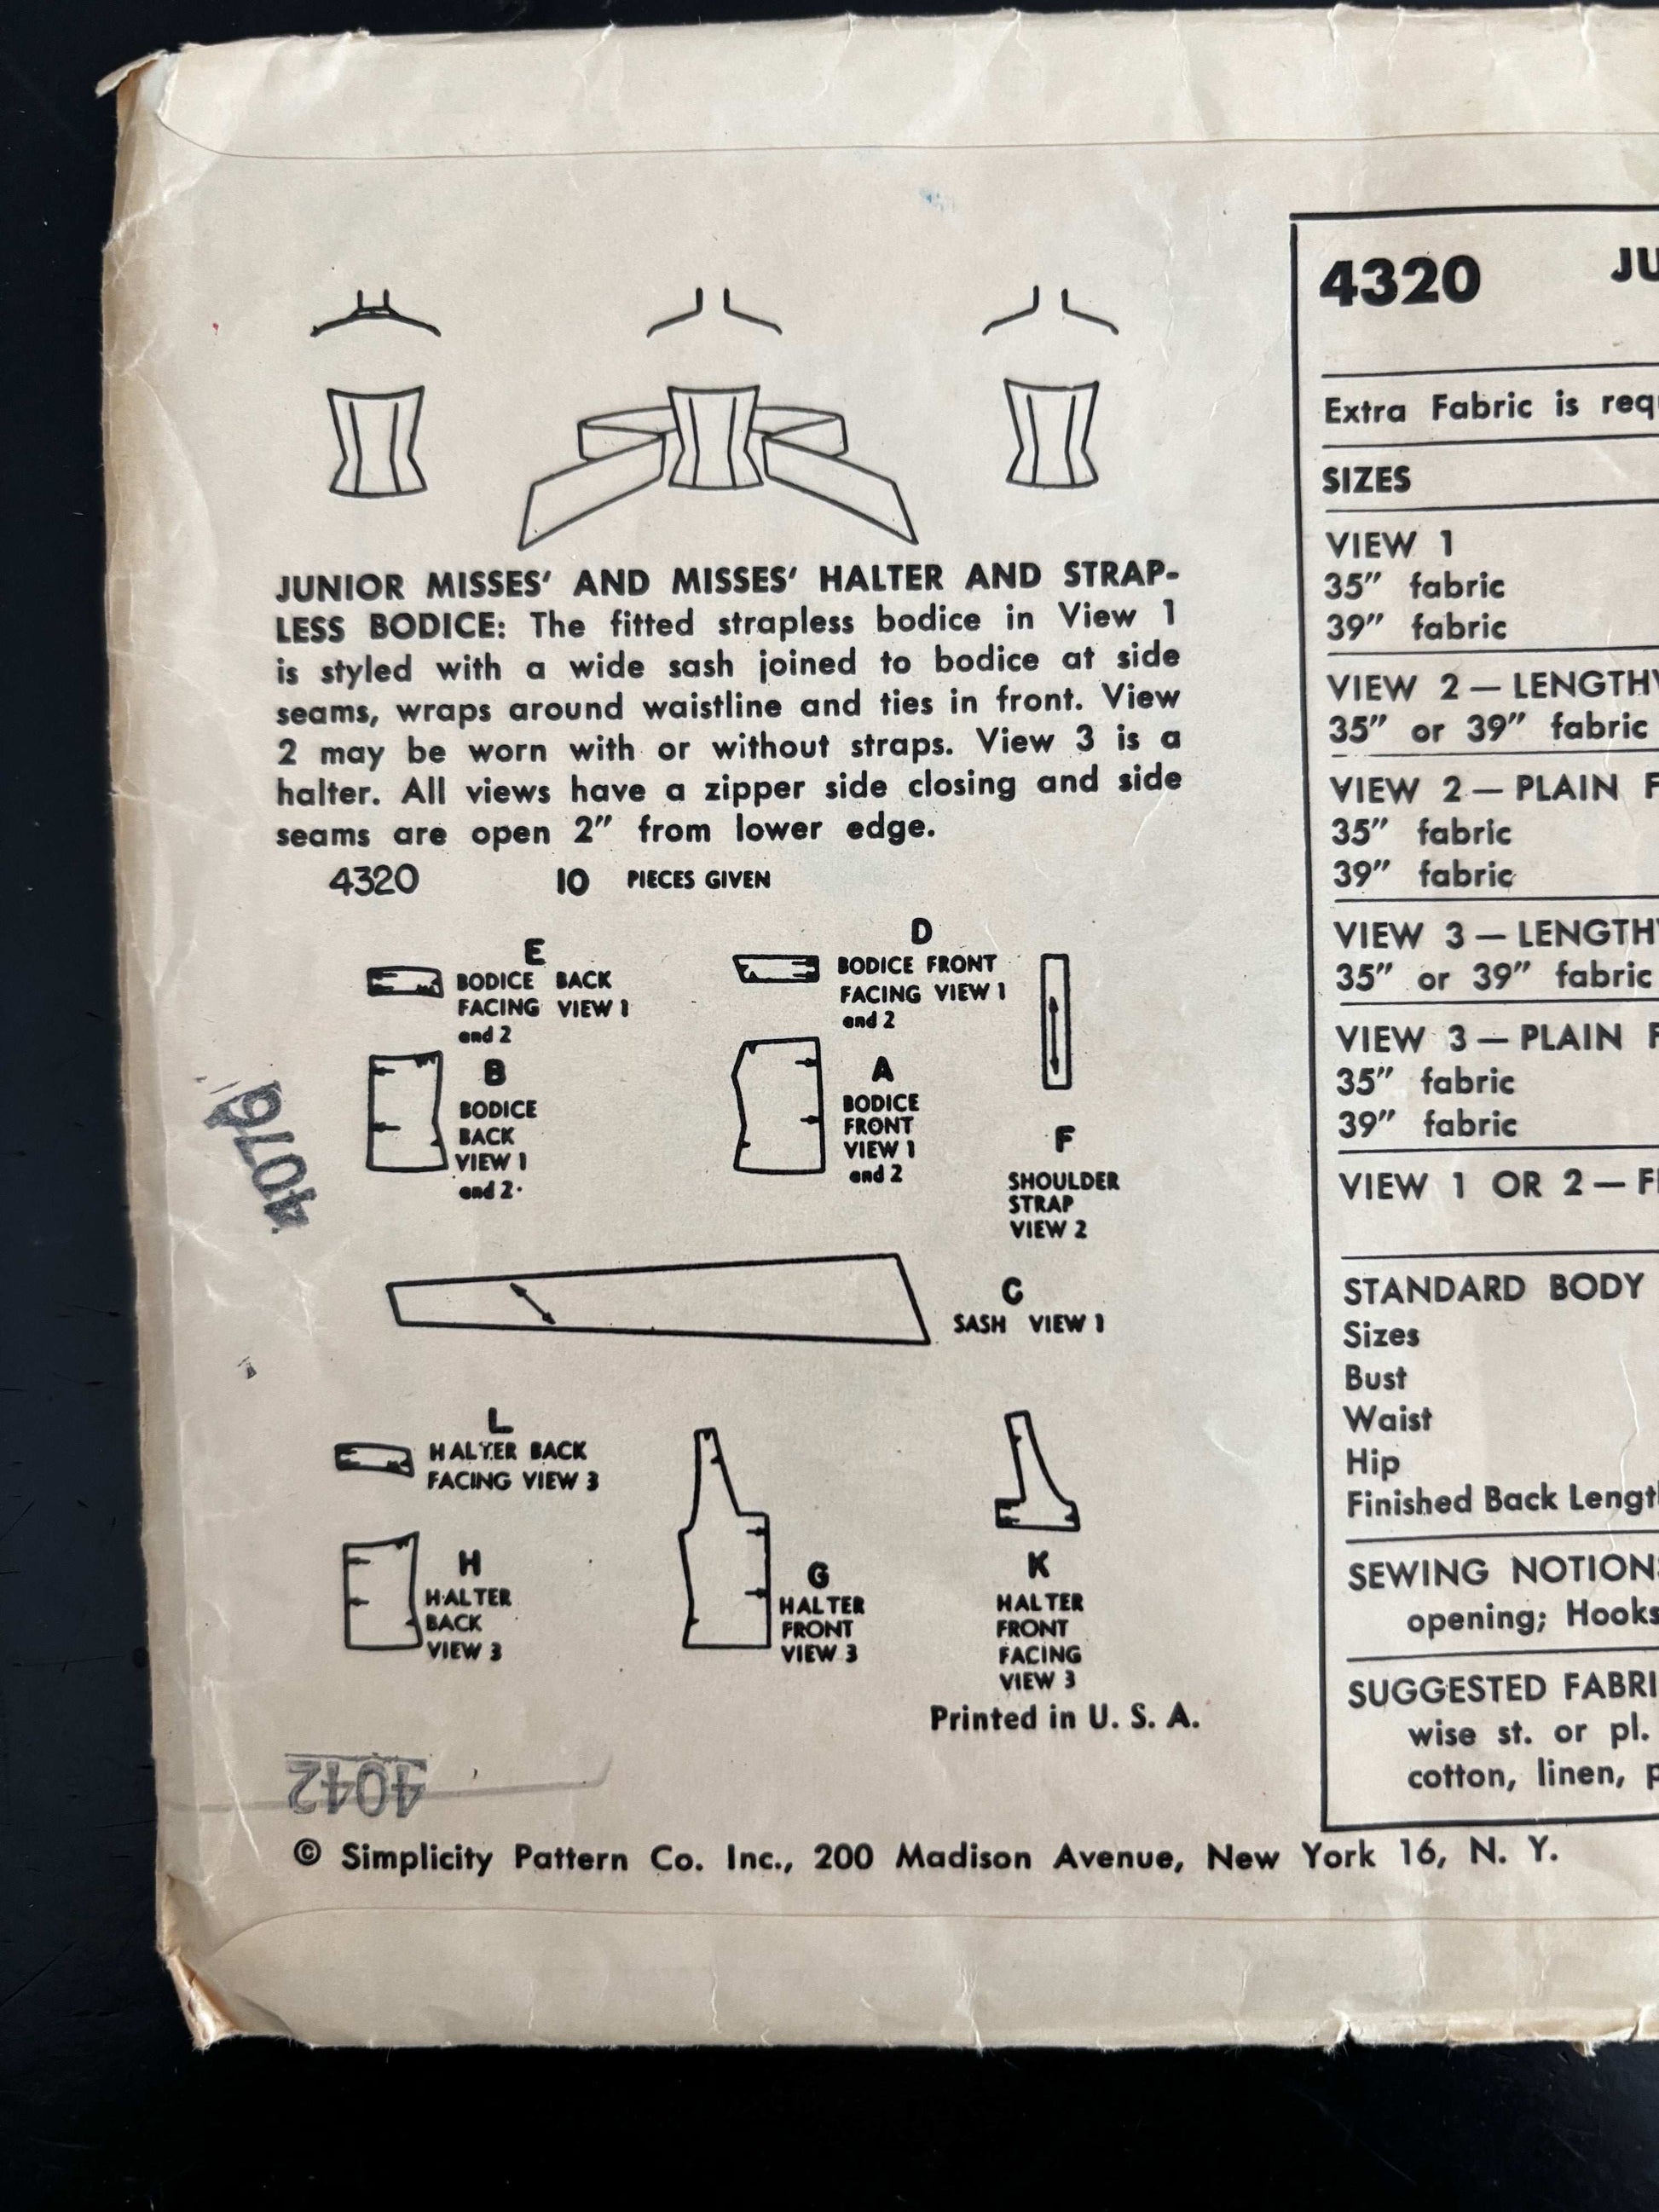 JUNIOR MISSES' AND MISSES' HALTER AND STRAP-
LESS BODICE: The fitted strapless bodice in View 1
is styled with a wide sash joined to bodice at side
seams, wraps around waistline and ties in front. View
2 may be worn with or without straps. View 3 is a
halter. All views have a zipper side closing and side
seams are open 2" from lower edge.
4320 10 PIECES GIVEN
E
BODICE BACK
FACING VIEW 1
and 2
D
BODICE FRONT
FACING VIEW 1
and 2
B
BODICE
BACK
VIEW 1
and 2
A
BODICE
FRONT
VIEW 1
and 2
F
SHOULDER
STRAP
VIEW 2
C
SASH VIEW 1
L
HALTER BACK
FACING VIEW 3
H
HALTER
BACK
VIEW 3
G
HALTER
FRONT
VIEW 3
K
HALTER
FRONT
FACING
VIEW 3
Printed in U. S. A.
4076
4042
© Simplicity Pattern Co. Inc., 200 Madison Avenue, New York 16, N. Y.
4320 JU
Extra Fabric is requ
SIZES
VIEW 1
35" fabric
39" fabric
VIEW 2 — LENGTHW
35" or 39" fabric
VIEW 2 — PLAIN F
35" fabric
39" fabric
VIEW 3 — LENGTHW
35" or 39" fabric
VIEW 3 — PLAIN F
35" fabric
39" fabric
VIEW 1 OR 2 — F
STANDARD BODY
Sizes
Bust
Waist
Hip
Finished Back Lengt
SEWING NOTIONS
opening; Hooks
SUGGESTED FABRI
wise st. or pl.
cotton, linen, p